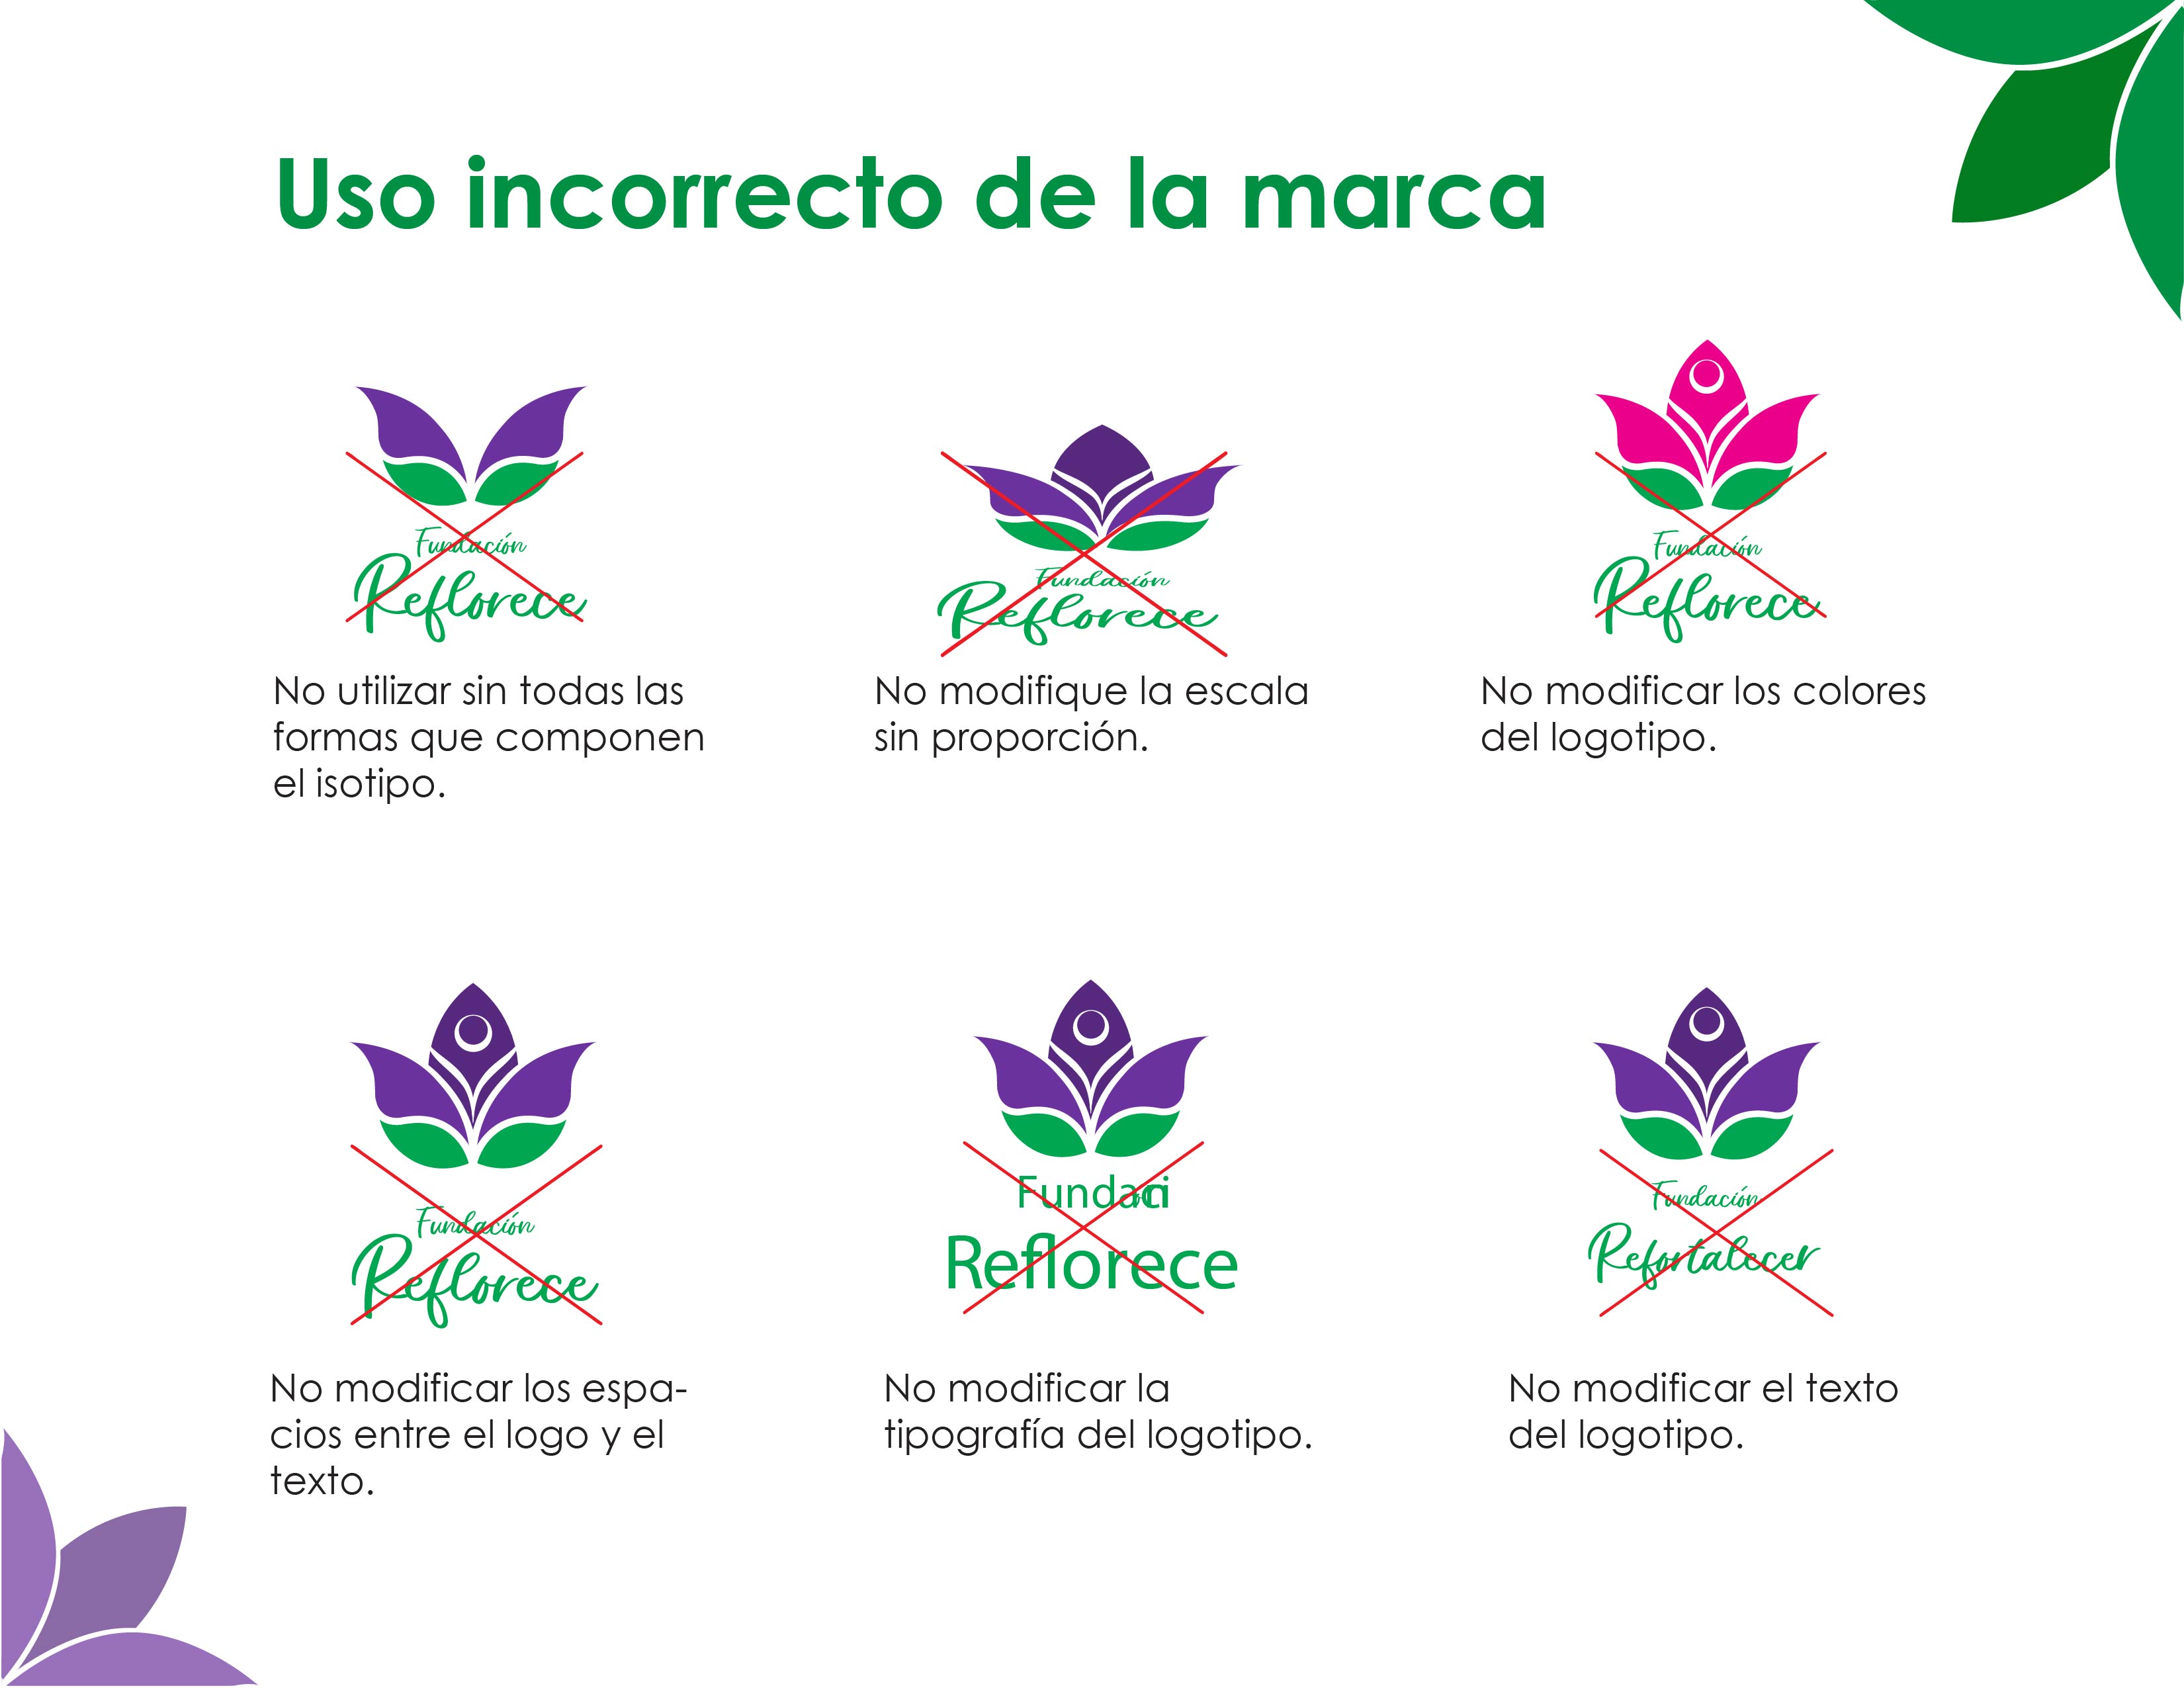 Uso incorrecto de la marca
Fundación
Reflorece
Fundación
Reflorece
Fundación
Reflorece
No utilizar sin todas las
formas que componen
el isotipo.
No modifique la escala
sin proporción.
No modificar los colores
del logotipo.
Fundación
Reflorece
Reflorece
Fundación
Refortalecer
No modificar los espa-
cios entre el logo y el
texto.
No modificar la
tipografía del logotipo.
No modificar el texto
del logotipo.